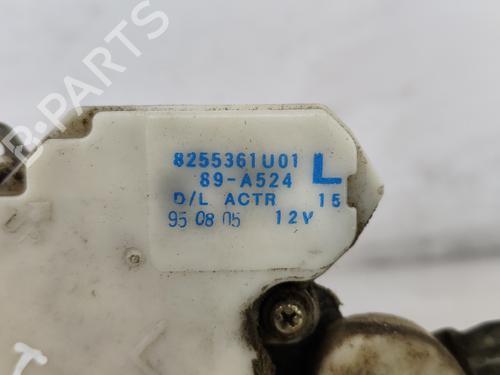 8255361U01
89-A524 L
D/L ACTR 15
95 08 05 12V
B-PARTS